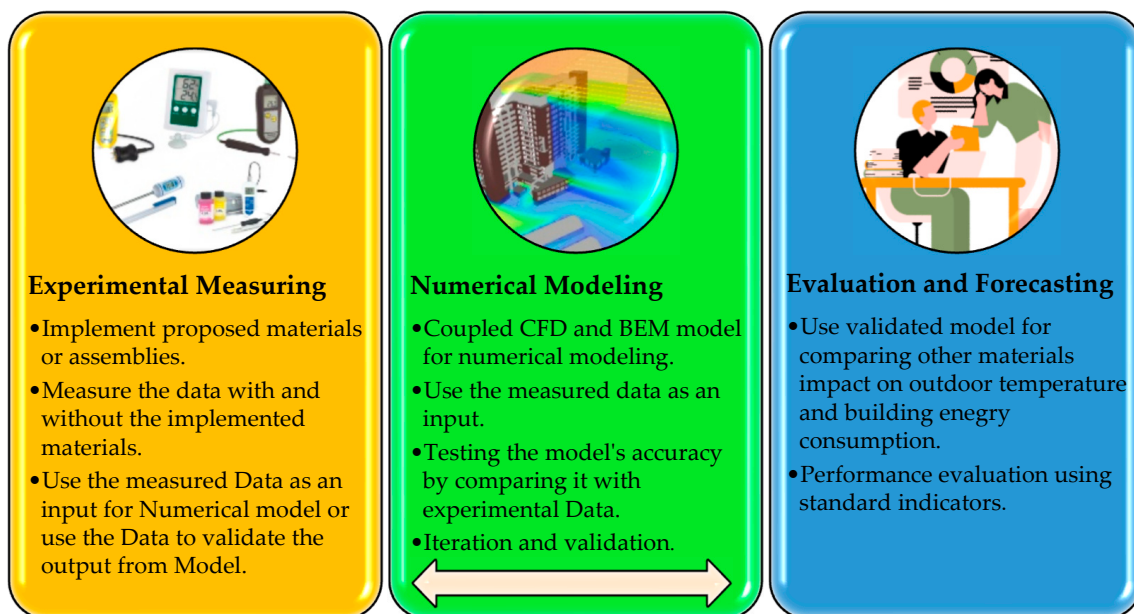 Experimental Measuring
•Implement proposed materials
or assemblies.
•Measure the data with and
without the implemented
materials.
•Use the measured Data as an
input for Numerical model or
use the Data to validate the
output from Model.
Numerical Modeling
•Coupled CFD and BEM model
for numerical modeling.
•Use the measured data as an
input.
•Testing the model's accuracy
by comparing it with
experimental Data.
•Iteration and validation.
Evaluation and Forecasting
•Use validated model for
comparing other materials
impact on outdoor temperature
and building enegry
consumption.
•Performance evaluation using
standard indicators.